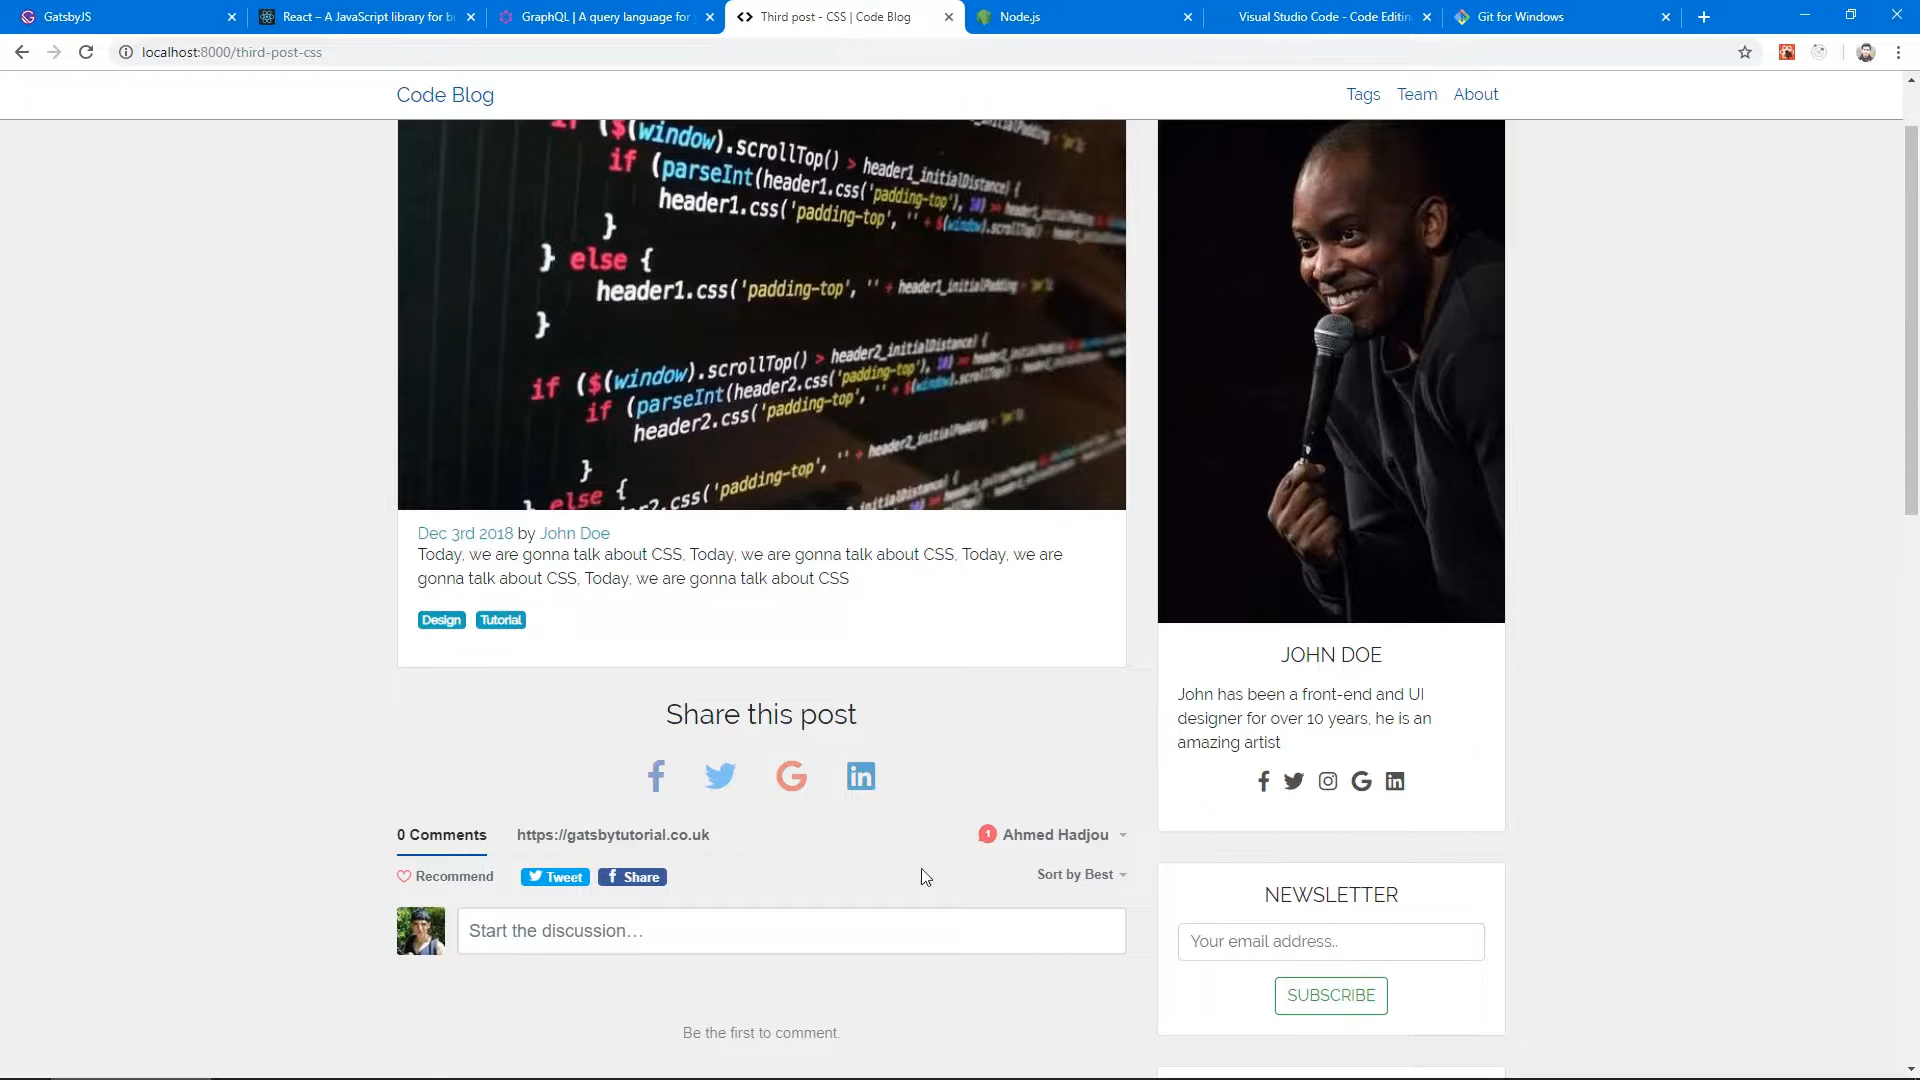 GatsbyJS
React – A JavaScript library for bu
GraphQL | A query language for
Third post - CSS | Code Blog
Node.js
Visual Studio Code - Code Editin
Git for Windows
localhost:8000/third-post-css
Code Blog
Tags
Team
About
if ($(window).scrollTop() > header1_initialDistance) {
if (parseInt(header1.css('padding-top'), 10)
header1.css('padding-top', '' + $(window).scrollTop()
}
} else {
header1.css('padding-top', '' + header1_initialPadding
}
if ($(window).scrollTop() > header2_initialDistance) {
if (parseInt(header2.css('padding-top'), 10)
header2.css('padding-top', ''
}
header2_initialPadding
} else {
r2.css('padding-top', ''
Dec 3rd 2018 by John Doe
Today, we are gonna talk about CSS, Today, we are gonna talk about CSS, Today, we are
gonna talk about CSS, Today, we are gonna talk about CSS
Design
Tutorial
Share this post
0 Comments
https://gatsbytutorial.co.uk
1
Ahmed Hadjou
Recommend
Tweet
Share
Sort by Best
Start the discussion…
Be the first to comment.
JOHN DOE
John has been a front-end and UI
designer for over 10 years, he is an
amazing artist
NEWSLETTER
Your email address..
SUBSCRIBE